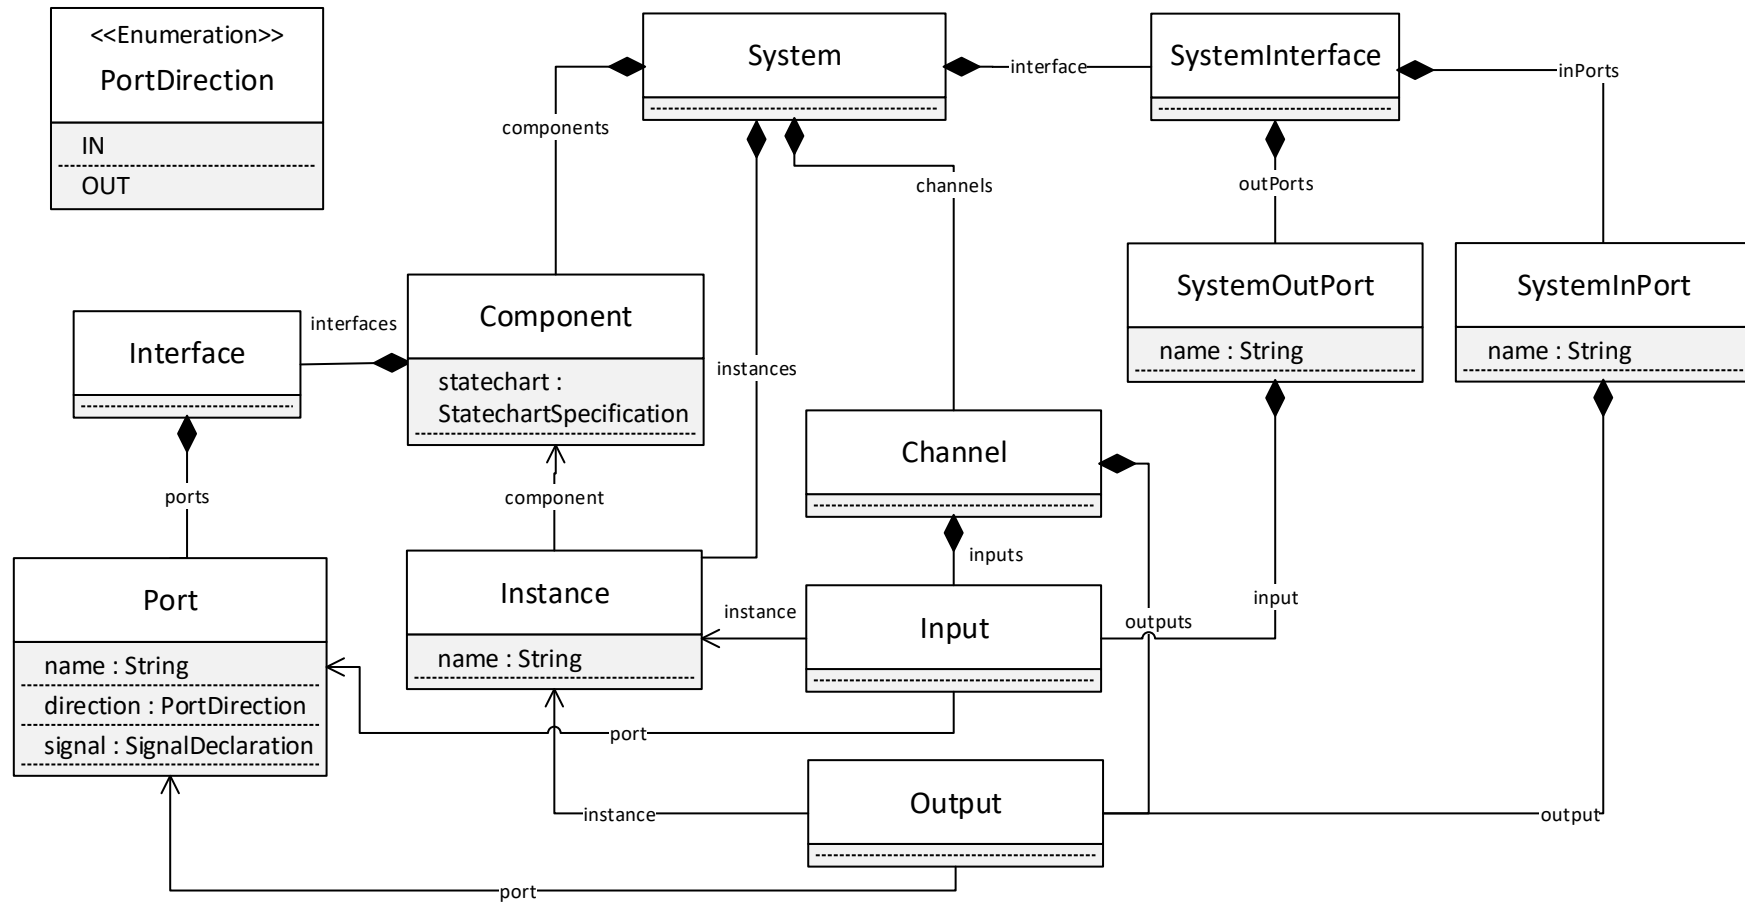 <<Enumeration>>
PortDirection
IN
OUT
System
interface
SystemInterface
inPorts
components
channels
outPorts
instances
Interface
interfaces
Component
statechart :
StatechartSpecification
SystemOutPort
name : String
SystemInPort
name : String
ports
component
Channel
inputs
outputs
input
Port
name : String
direction : PortDirection
signal : SignalDeclaration
Instance
name : String
instance
Input
port
instance
Output
output
port